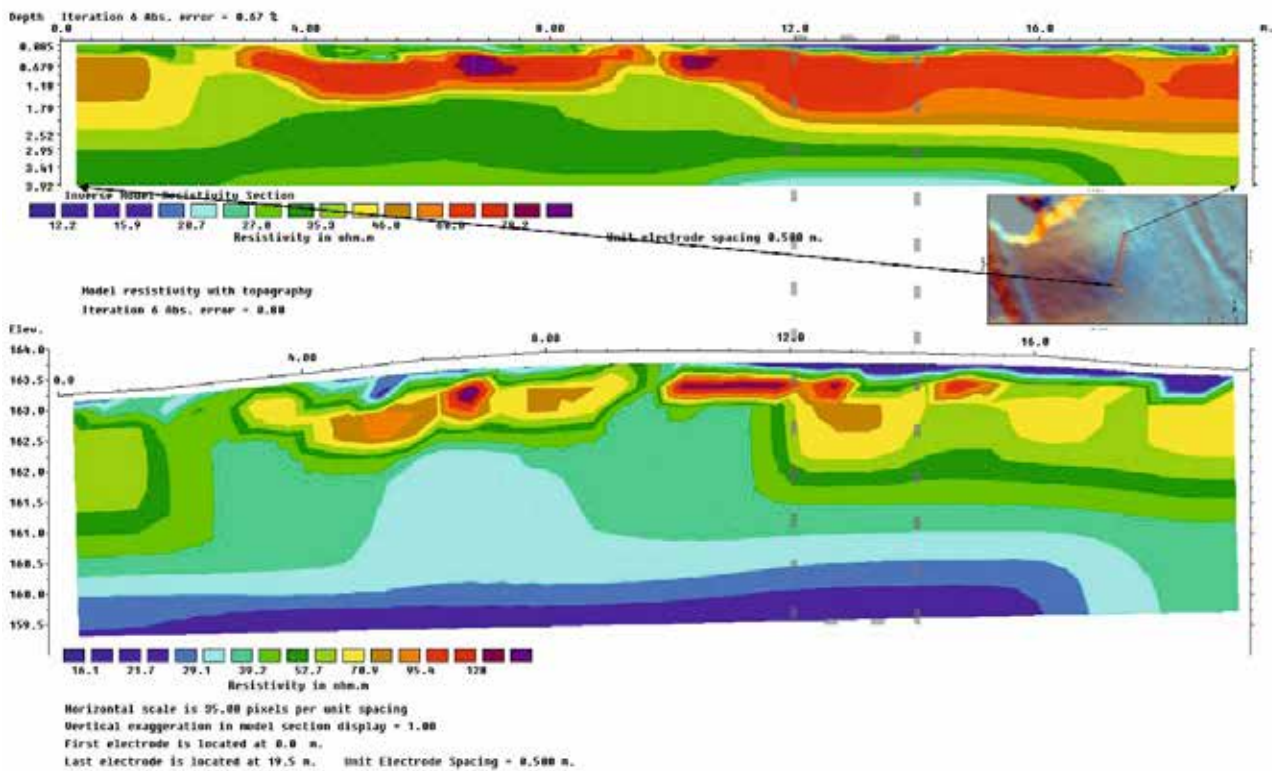 Depth Iteration 6 Abs. error = 0.67 %
0.0 4.00 8.00 12.0 16.0 m.
0.085
0.679
1.18
1.79
2.52
2.95
3.41
3.92
Inverse Model Resistivity Section
12.2 15.9 20.7 27.0 35.3 46.0 60.0 78.2
Resistivity in ohm.m Unit electrode spacing 0.500 m.
Model resistivity with topography
Iteration 6 Abs. error = 0.80
Elev.
164.0
163.5
163.0
162.5
162.0
161.5
161.0
160.5
160.0
159.5
0.0 4.00 8.00 12.0 16.0
16.1 21.7 29.1 39.2 52.7 70.9 95.4 128
Resistivity in ohm.m
Horizontal scale is 35.00 pixels per unit spacing
Vertical exaggeration in model section display = 1.00
First electrode is located at 0.0 m.
Last electrode is located at 19.5 m. Unit Electrode Spacing = 0.500 m.